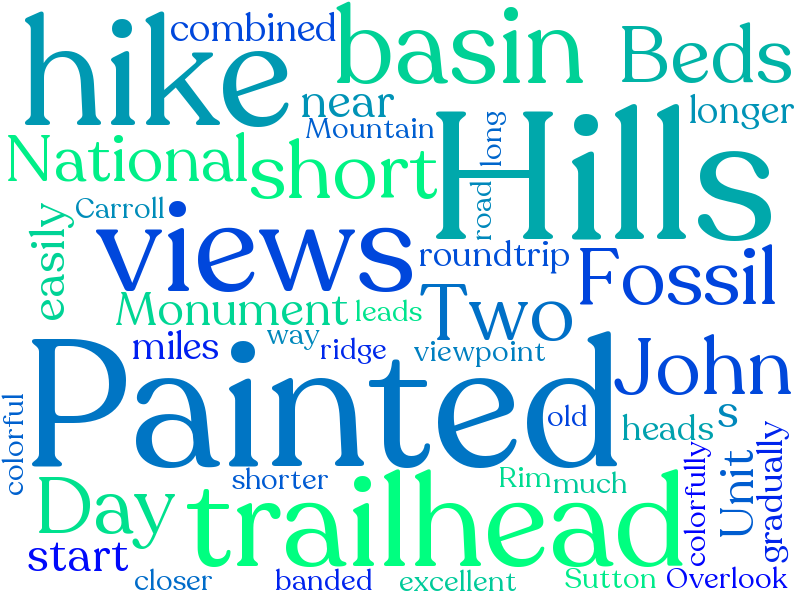 combined
basin
Beds
hike
near
longer
Mountain
long
National
short
Hills
Carroll
road
easily
views
roundtrip
Fossil
Monument
leads
Two
way
miles
ridge
viewpoint
John
Painted
colorful
old
s
heads
shorter
Rim
much
colorfully
Unit
gradually
Day
trailhead
start
closer
banded
excellent
Sutton
Overlook